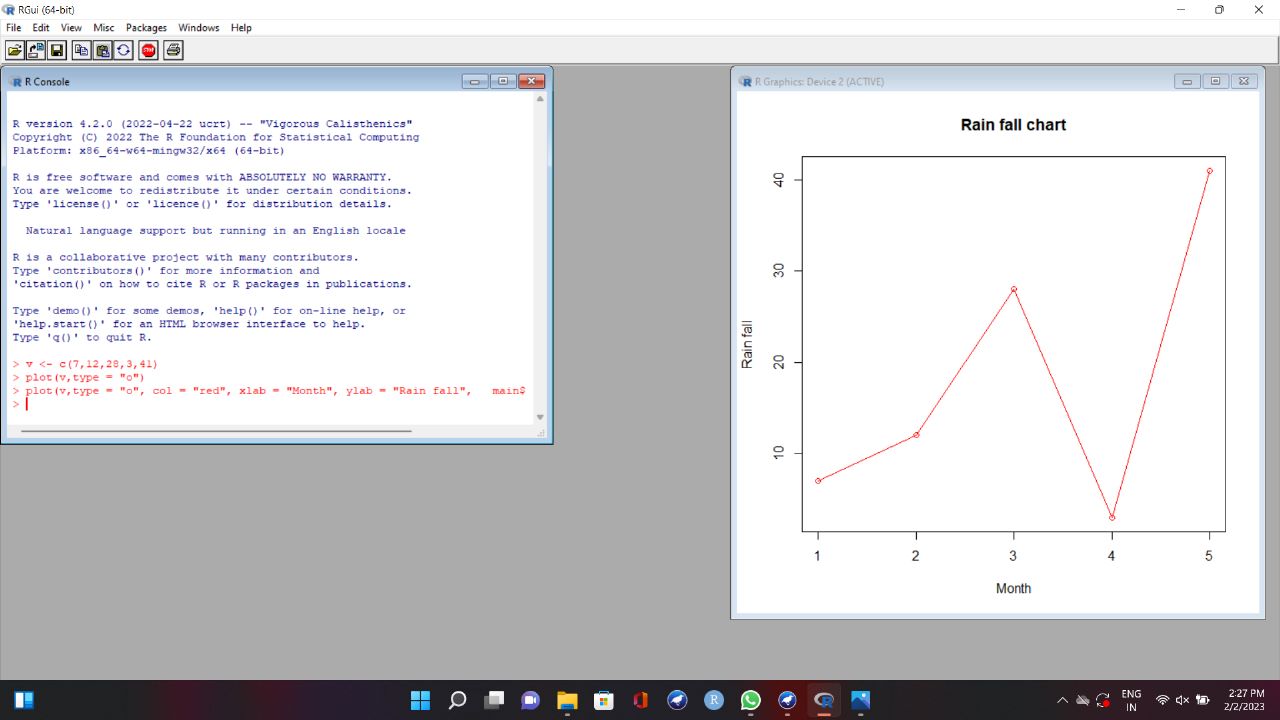 RGui (64-bit)
File Edit View Misc Packages Windows Help
R Console
R version 4.2.0 (2022-04-22 ucrt) -- "Vigorous Calisthenics"
Copyright (C) 2022 The R Foundation for Statistical Computing
Platform: x86_64-w64-mingw32/x64 (64-bit)
R is free software and comes with ABSOLUTELY NO WARRANTY.
You are welcome to redistribute it under certain conditions.
Type 'license()' or 'licence()' for distribution details.
Natural language support but running in an English locale
R is a collaborative project with many contributors.
Type 'contributors()' for more information and
'citation()' on how to cite R or R packages in publications.
Type 'demo()' for some demos, 'help()' for on-line help, or
'help.start()' for an HTML browser interface to help.
Type 'q()' to quit R.
> v <- c(7,12,28,3,41)
> plot(v,type = "o")
> plot(v,type = "o", col = "red", xlab = "Month", ylab = "Rain fall",   main$
>
R Graphics: Device 2 (ACTIVE)
Rain fall chart
40
30
20
10
Rain fall
1 2 3 4 5
Month
ENG
IN
2:27 PM
2/2/2023